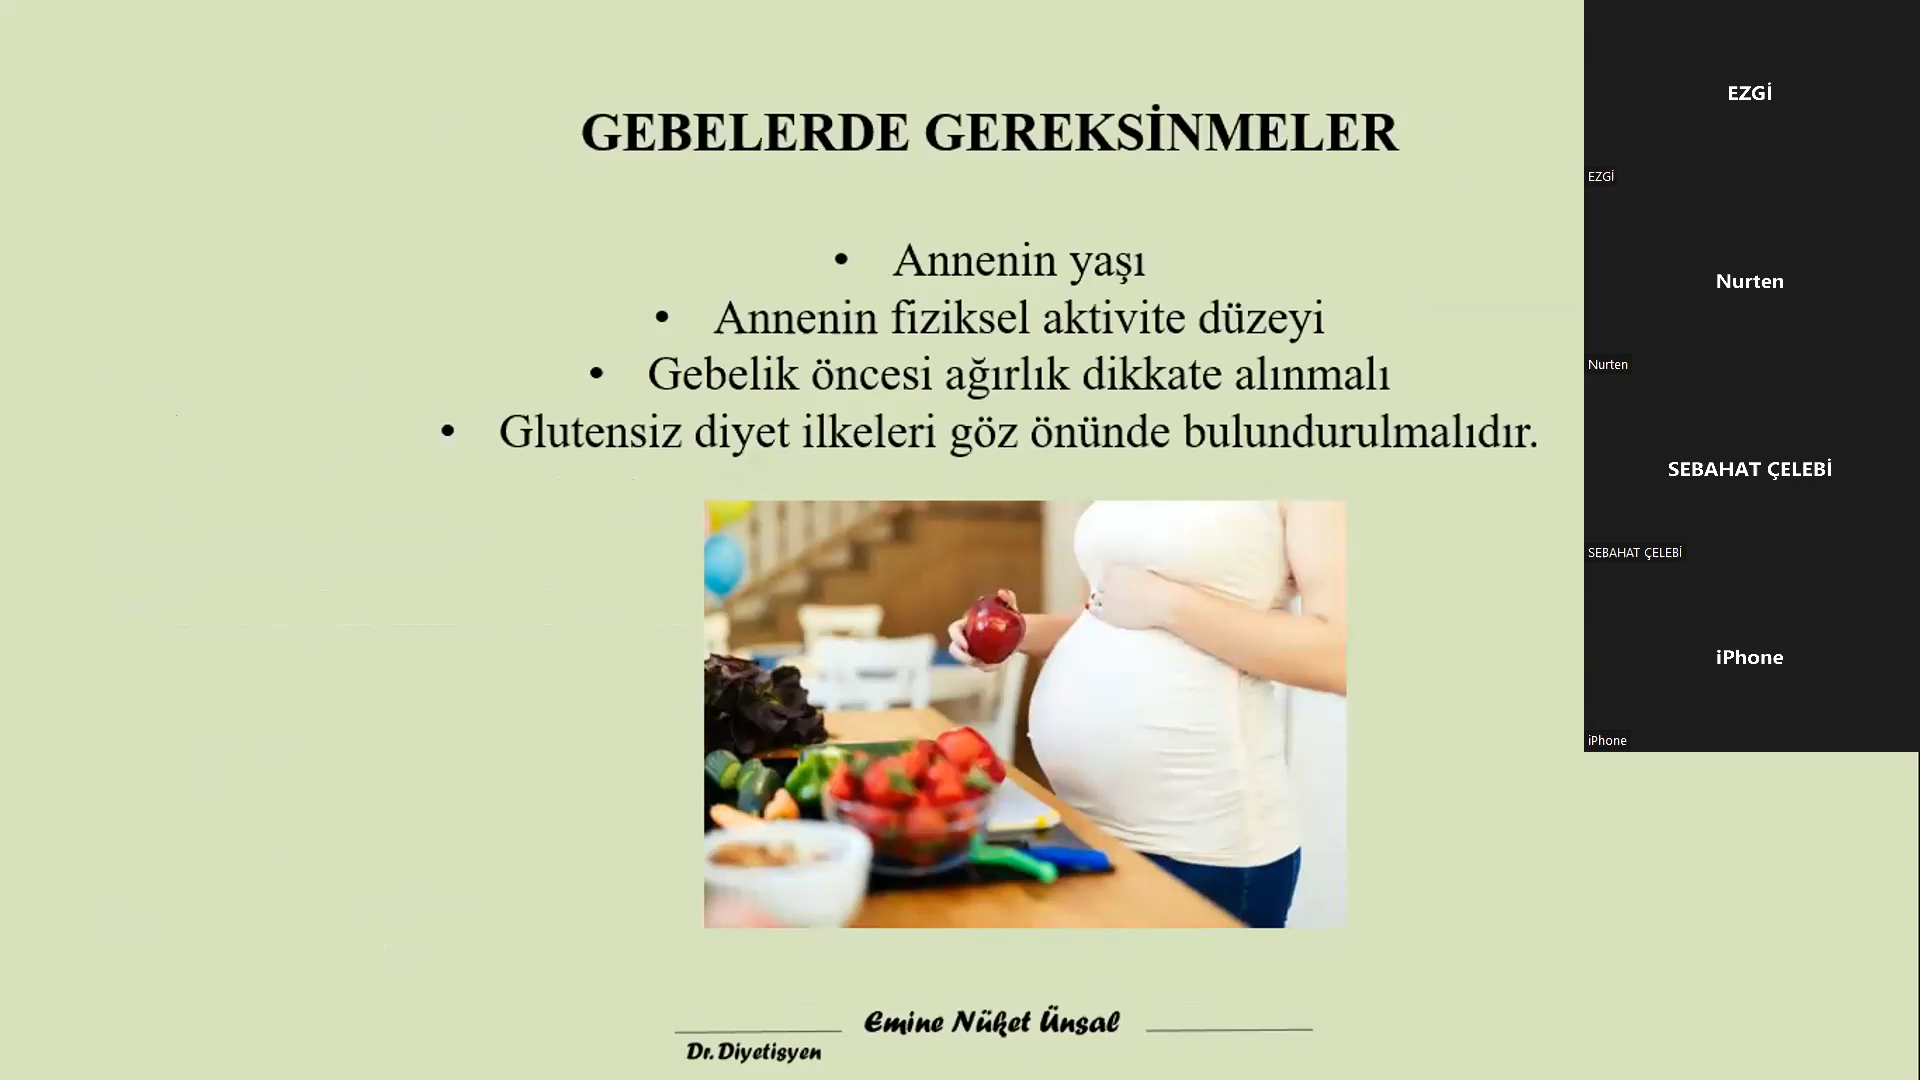 GEBELERDE GEREKSİNMELER
• Annenin yaşı
• Annenin fiziksel aktivite düzeyi
• Gebelik öncesi ağırlık dikkate alınmalı
• Glutensiz diyet ilkeleri göz önünde bulundurulmalıdır.
Emine Nüket Ünsal
Dr. Diyetisyen
EZGİ
EZGİ
Nurten
Nurten
SEBAHAT ÇELEBİ
SEBAHAT ÇELEBİ
iPhone
iPhone